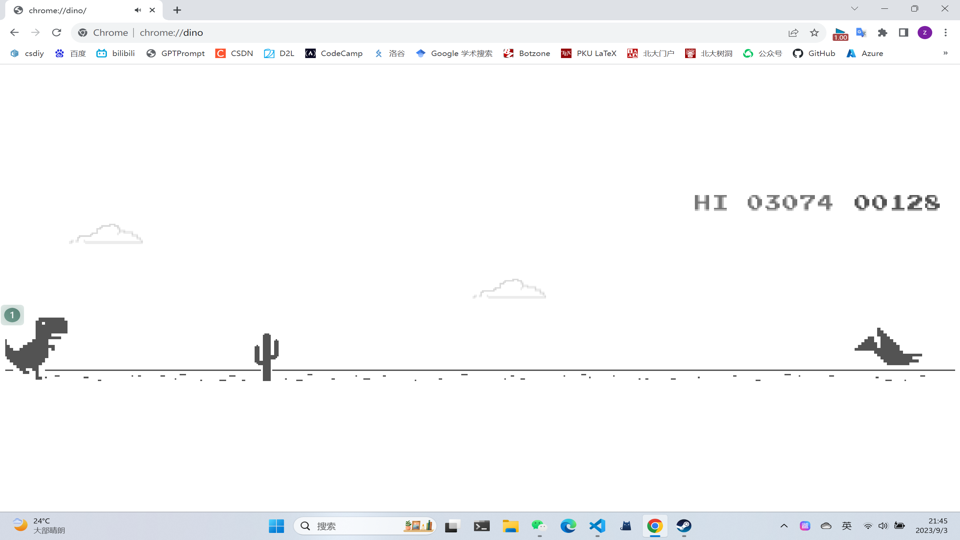 chrome://dino/
Chrome | chrome://dino
1.00
z
csdiy 百度 bilibili GPTPrompt CSDN D2L CodeCamp 洛谷 Google 学术搜索 Botzone PKU LaTeX 北大门户 北大树洞 公众号 GitHub Azure »
HI 03074 00128
1
24°C
大部晴朗
搜索
英
21:45
2023/9/3